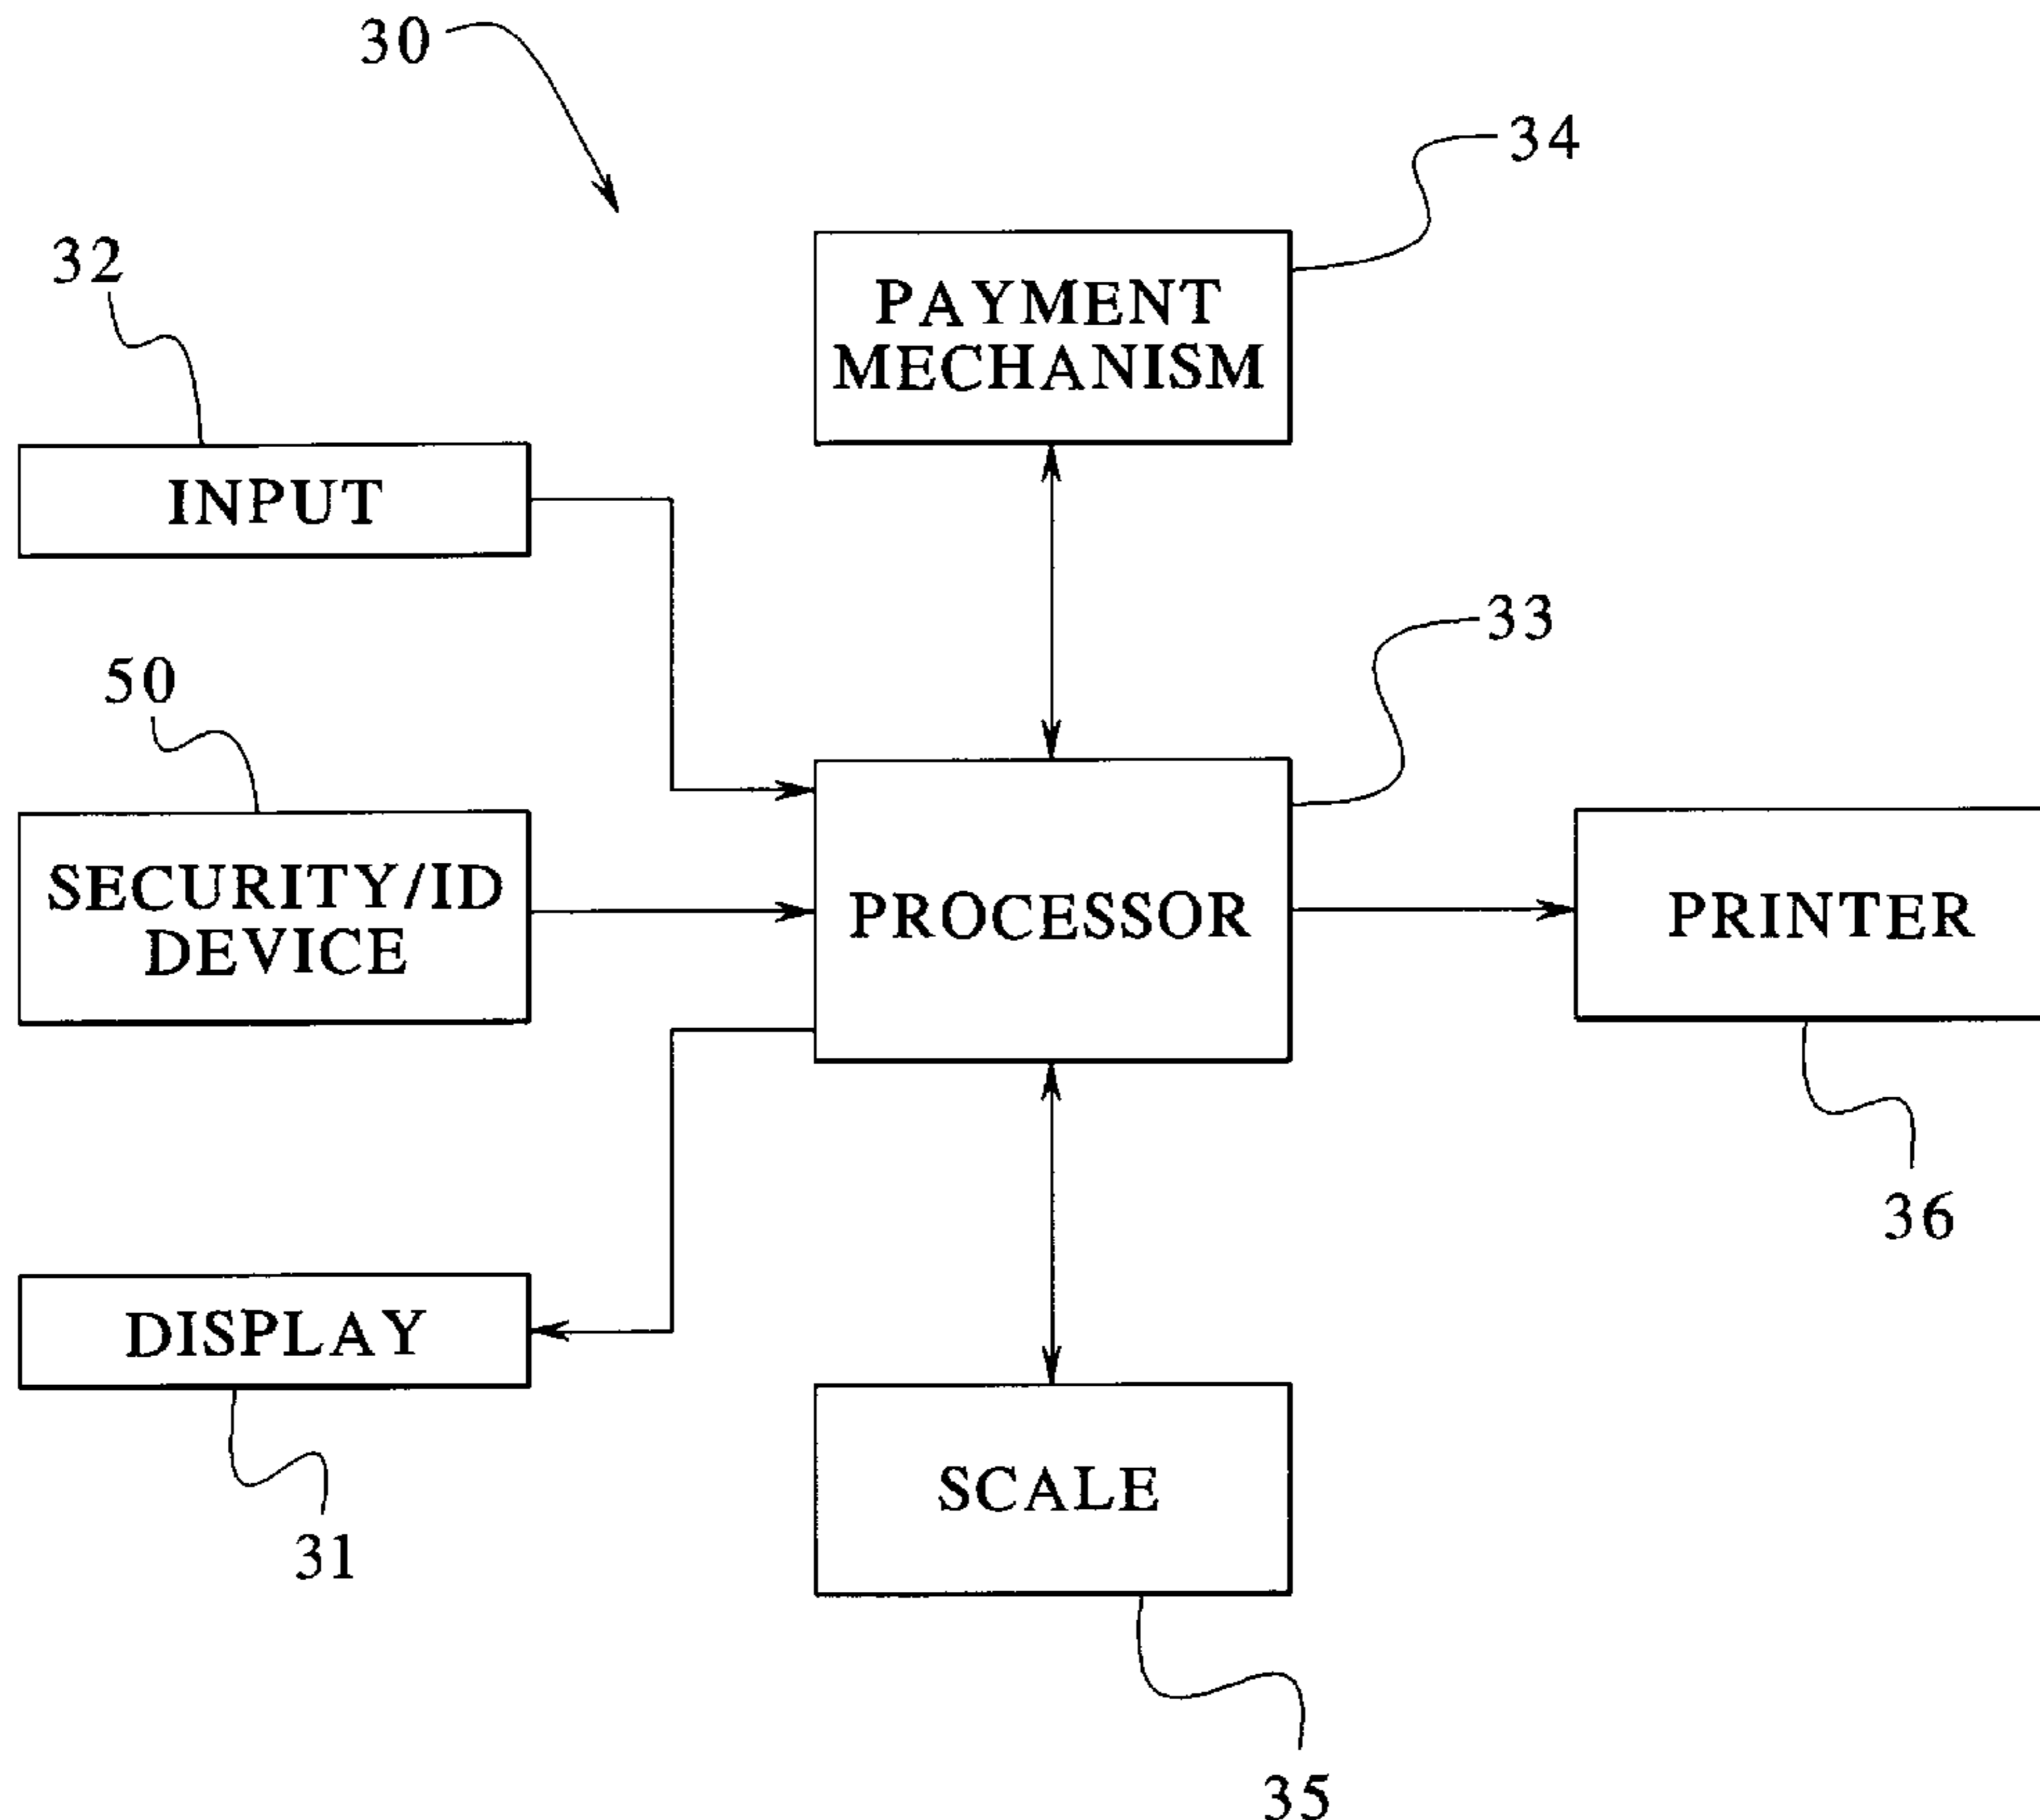 30
34
32
PAYMENT
MECHANISM
INPUT
33
50
SECURITY/ID
DEVICE
PROCESSOR
PRINTER
36
DISPLAY
SCALE
31
35